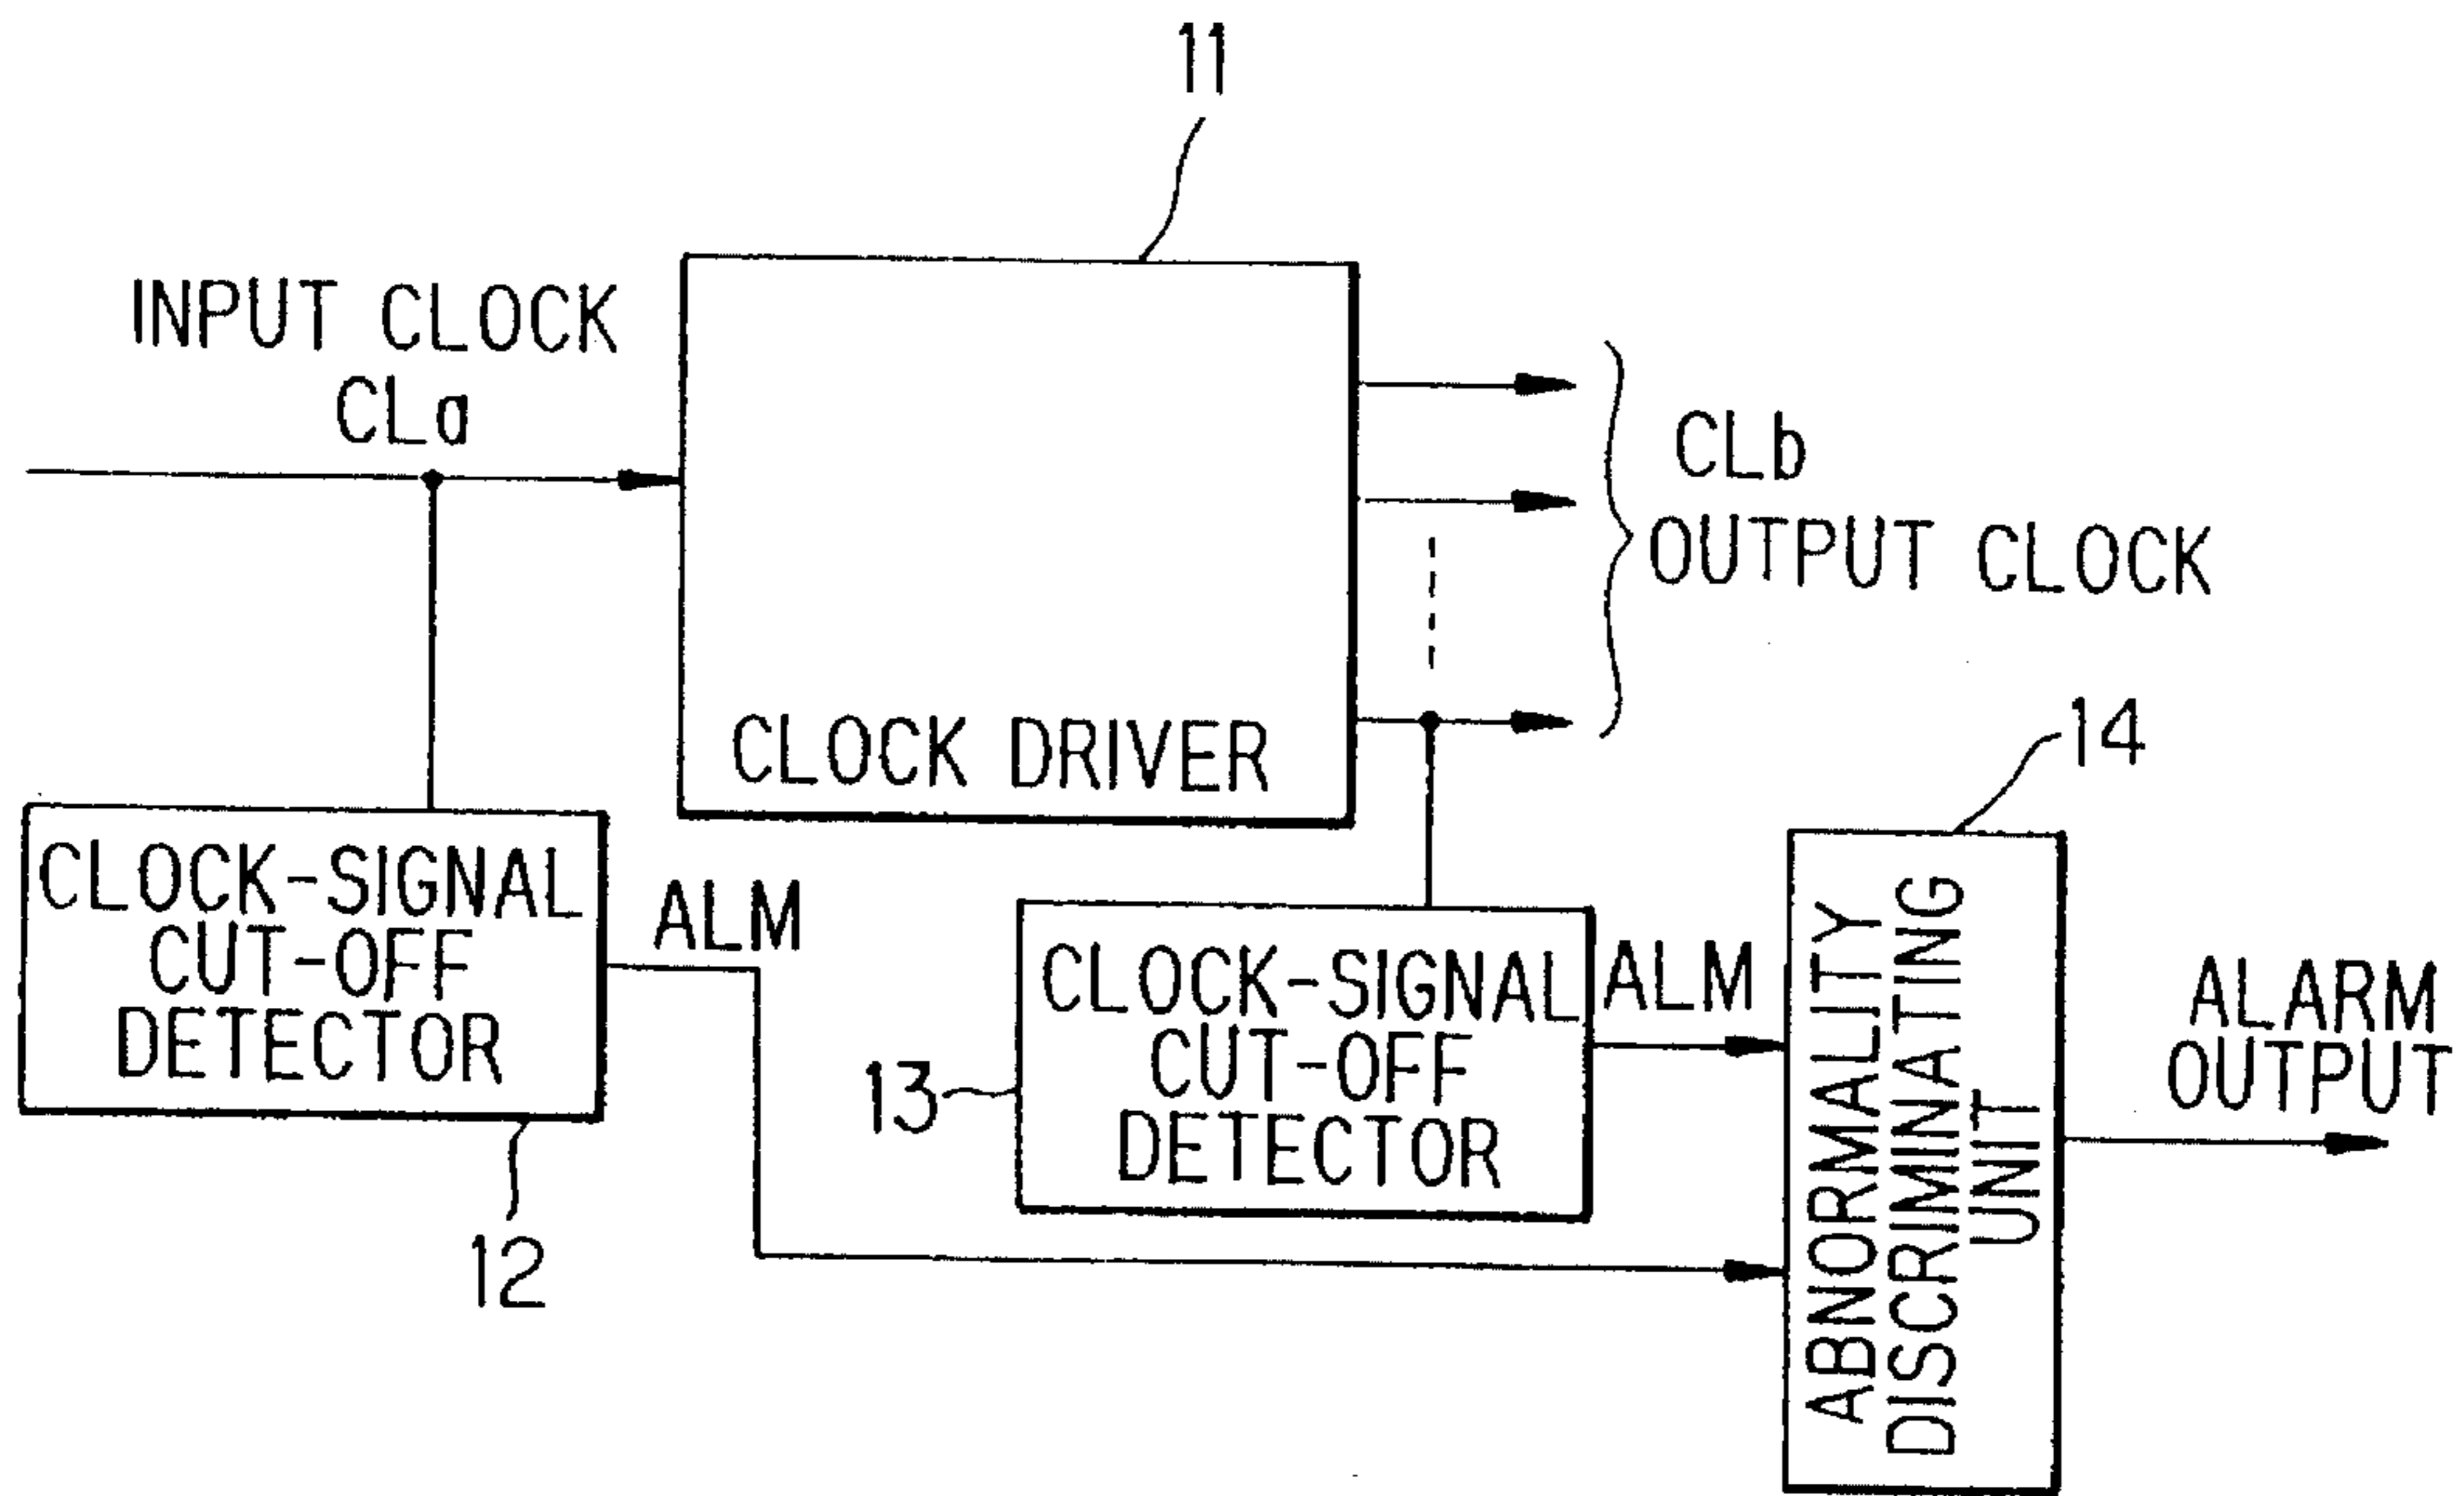 11
INPUT CLOCK
CLa
CLb
OUTPUT CLOCK
CLOCK DRIVER
14
CLOCK-SIGNAL
CUT-OFF
DETECTOR
ALM
12
13
CLOCK-SIGNAL
CUT-OFF
DETECTOR
ALM
ABNORMALITY
DISCRIMINATING
UNIT
ALARM
OUTPUT